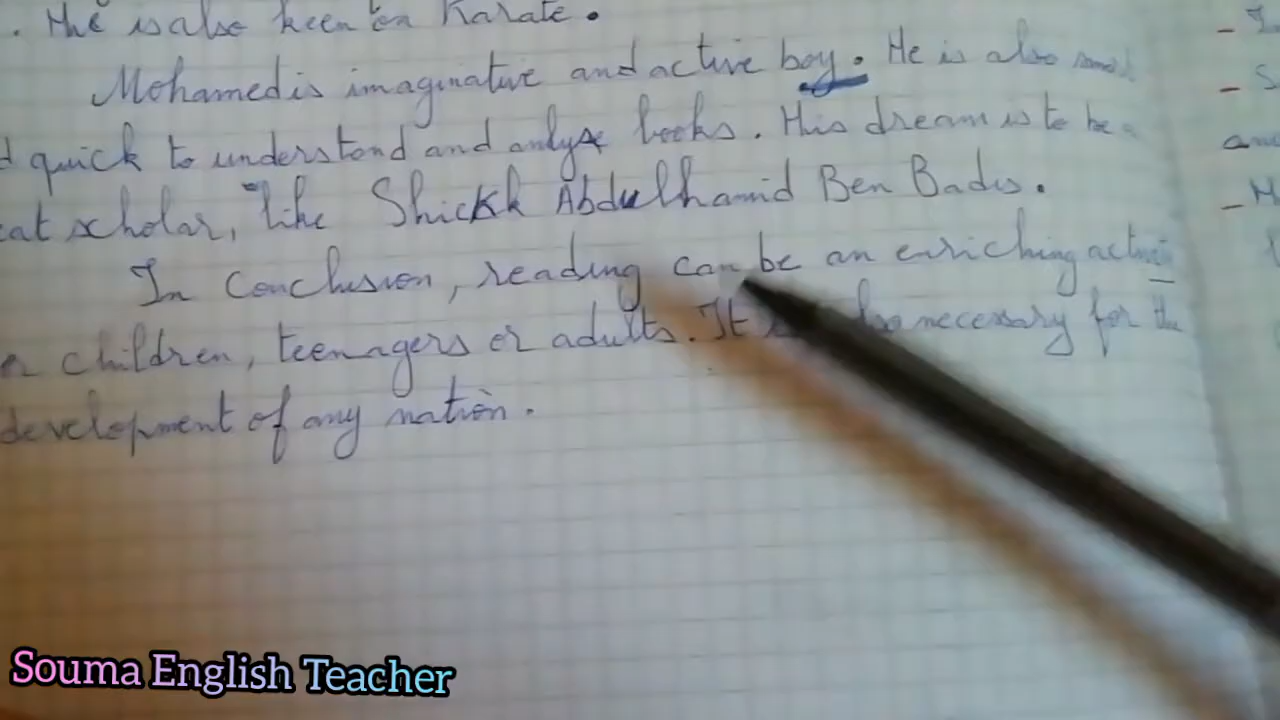 . He is also keen on Karate.
Mohamed is imaginative and active boy. He is also
quick to understand and analyse books. His dream is to be
scholar, like Shickh Abdulhamid Ben Badis.
In Conclusion, reading can be an enriching
children, teenagers or adults. It necessary for the
development of any nation.
Souma English Teacher